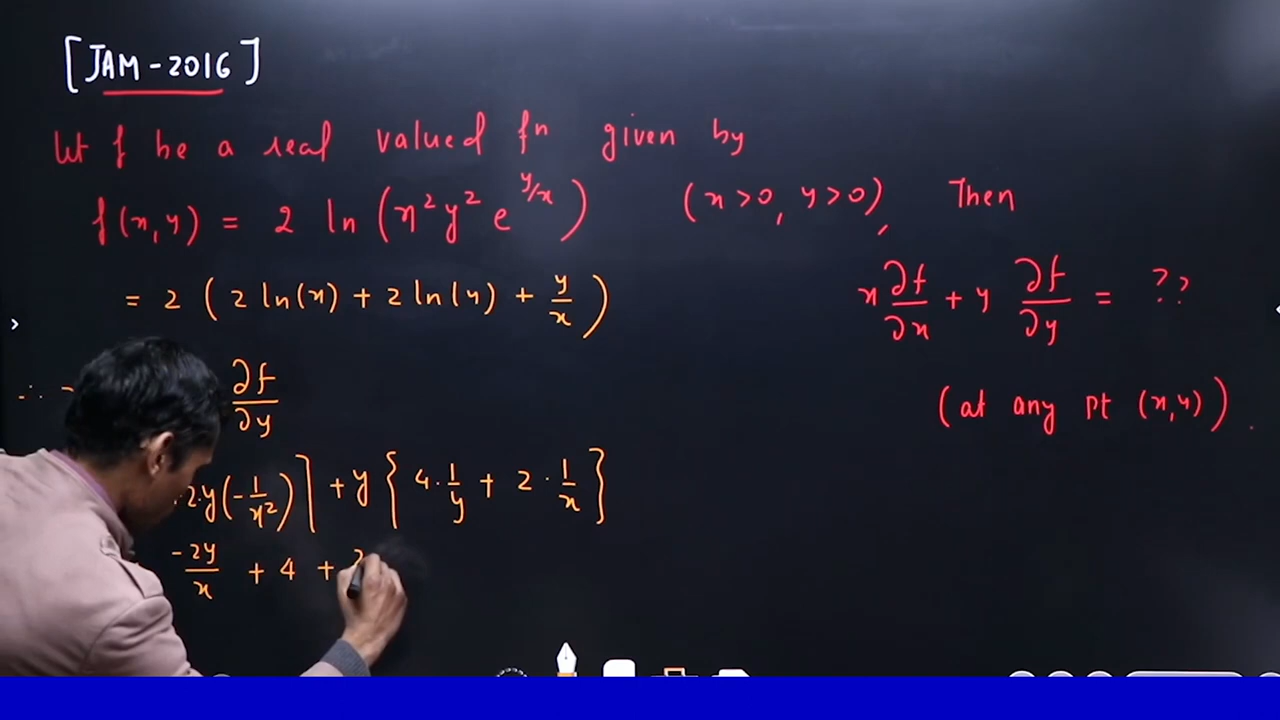 [JAM-2016]
Let f be a real valued fn given by
f(x,y) = 2 ln(x²y² e^{y/x}) (x>0, y>0), Then
= 2 (2 ln(x) + 2 ln(y) + y/x)
x ∂f/∂x + y ∂f/∂y = ??
∴ ∂f/∂y
(at any pt (x,y)).
2·y(-1/x²)] + y {4·1/y + 2·1/x}
-2y/x + 4 +